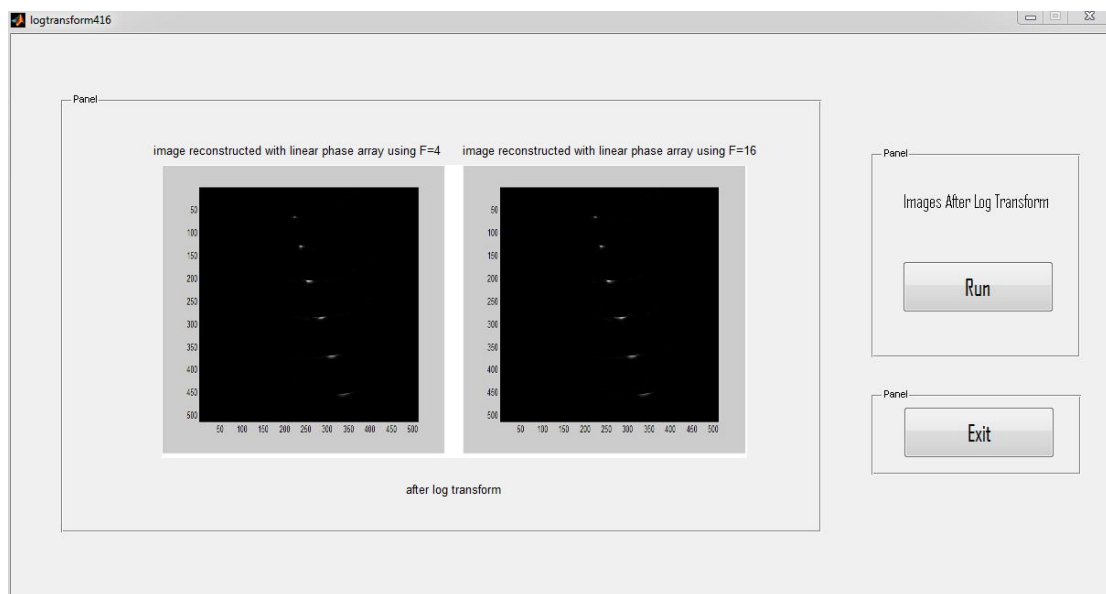 logtransform416
Panel
image reconstructed with linear phase array using F=4
image reconstructed with linear phase array using F=16
50
100
150
200
250
300
350
400
450
500
50 100 150 200 250 300 350 400 450 500
50
100
150
200
250
300
350
400
450
500
50 100 150 200 250 300 350 400 450 500
after log transform
Panel
Images After Log Transform
Run
Panel
Exit